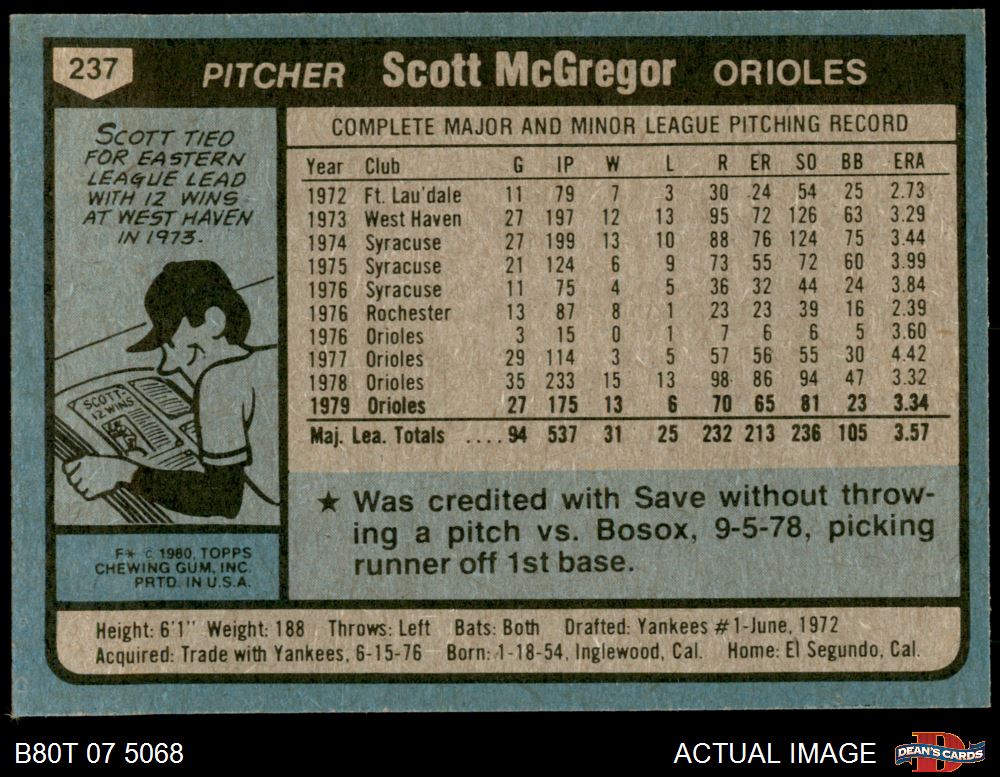 237
PITCHER Scott McGregor ORIOLES
SCOTT TIED
FOR EASTERN
LEAGUE LEAD
WITH 12 WINS
AT WEST HAVEN
IN 1973.
SCOTT-
12 WINS
F* © 1980, TOPPS
CHEWING GUM, INC.
PRTD. IN U.S.A.
COMPLETE MAJOR AND MINOR LEAGUE PITCHING RECORD
Year Club G IP W L R ER SO BB ERA
1972 Ft. Lau'dale 11 79 7 3 30 24 54 25 2.73
1973 West Haven 27 197 12 13 95 72 126 63 3.29
1974 Syracuse 27 199 13 10 88 76 124 75 3.44
1975 Syracuse 21 124 6 9 73 55 72 60 3.99
1976 Syracuse 11 75 4 5 36 32 44 24 3.84
1976 Rochester 13 87 8 1 23 23 39 16 2.39
1976 Orioles 3 15 0 1 7 6 6 5 3.60
1977 Orioles 29 114 3 5 57 56 55 30 4.42
1978 Orioles 35 233 15 13 98 86 94 47 3.32
1979 Orioles 27 175 13 6 70 65 81 23 3.34
Maj. Lea. Totals ....94 537 31 25 232 213 236 105 3.57
★ Was credited with Save without throw-
ing a pitch vs. Bosox, 9-5-78, picking
runner off 1st base.
Height: 6'1" Weight: 188 Throws: Left Bats: Both Drafted: Yankees #1-June, 1972
Acquired: Trade with Yankees, 6-15-76 Born: 1-18-54, Inglewood, Cal. Home: El Segundo, Cal.
B80T 07 5068
ACTUAL IMAGE
D
DEAN'S CARDS